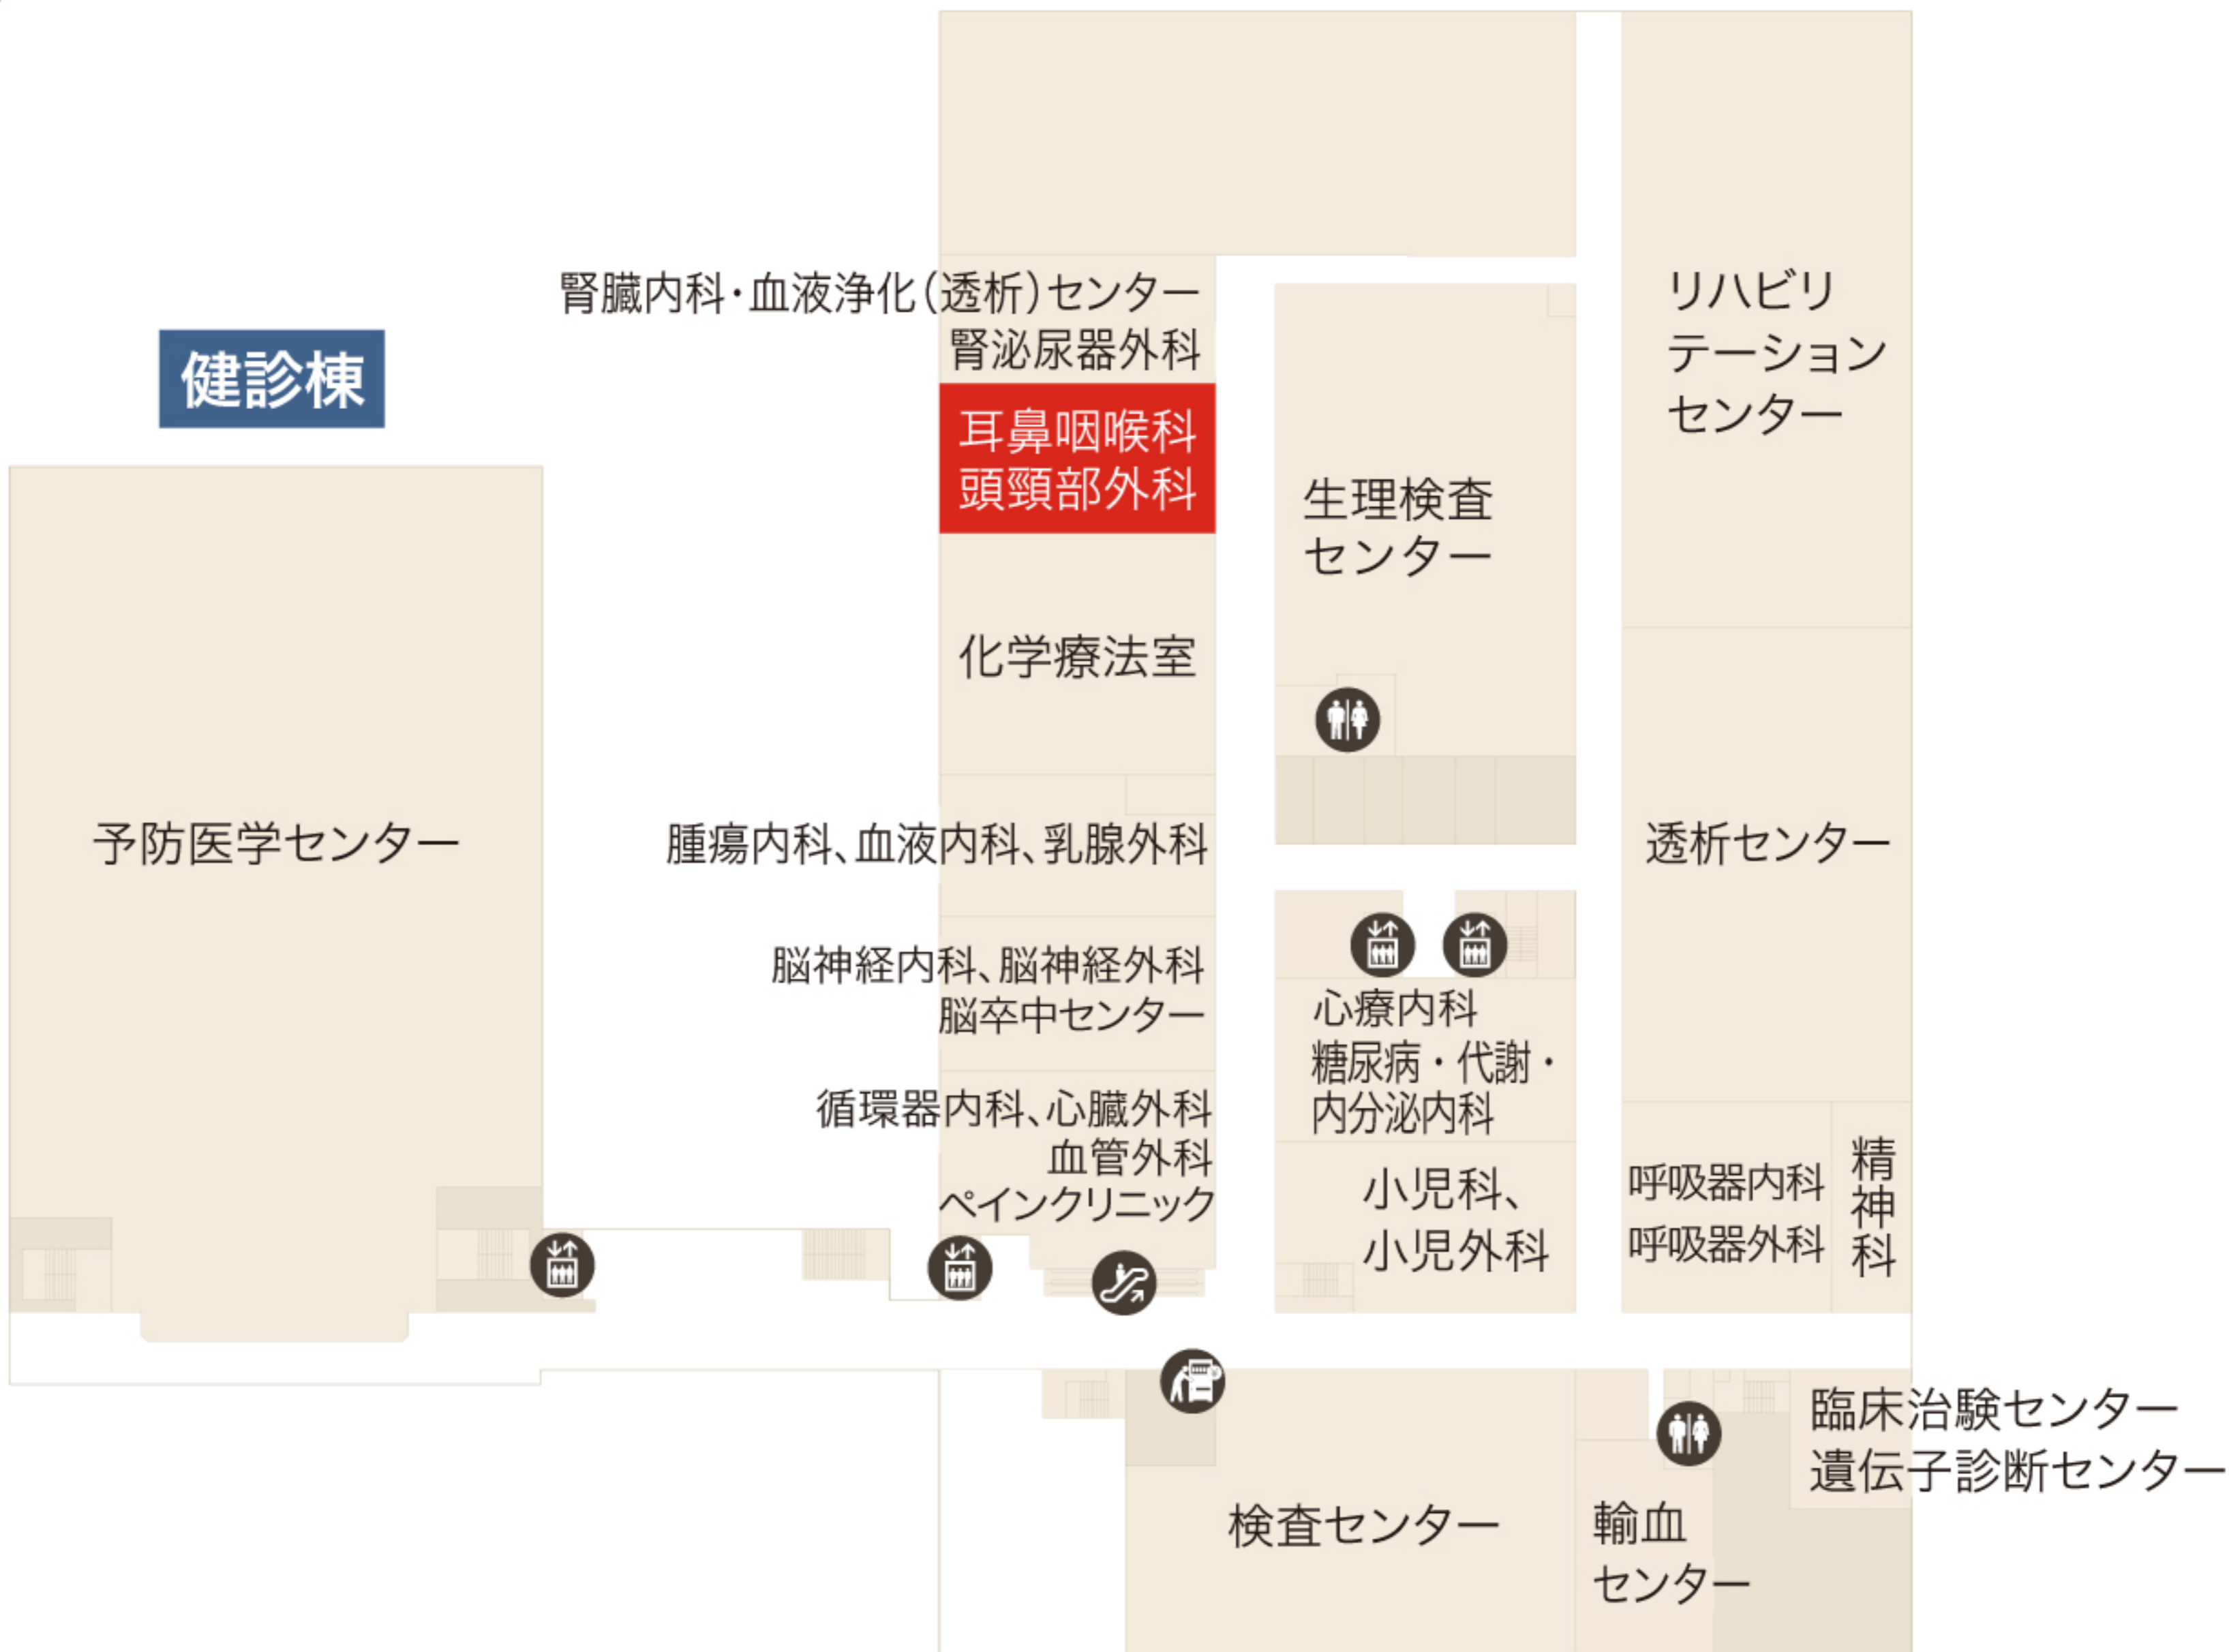 腎臓内科・血液浄化(透析)センター
腎泌尿器外科
健診棟
耳鼻咽喉科
頭頸部外科
リハビリ
テーション
センター
生理検査
センター
化学療法室
予防医学センター
腫瘍内科、血液内科、乳腺外科
透析センター
脳神経内科、脳神経外科
脳卒中センター
心療内科
糖尿病・代謝・
内分泌内科
循環器内科、心臓外科
血管外科
ペインクリニック
小児科、
小児外科
呼吸器内科
呼吸器外科
精神科
臨床治験センター
遺伝子診断センター
検査センター
輸血
センター